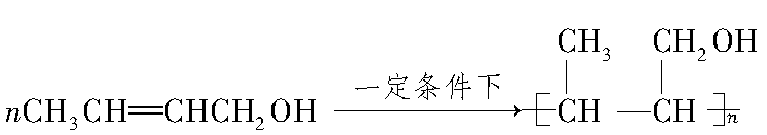 CH₃ CH₂OH
nCH₃CH=CHCH₂OH 一定条件下 [CH—CH]ₙ